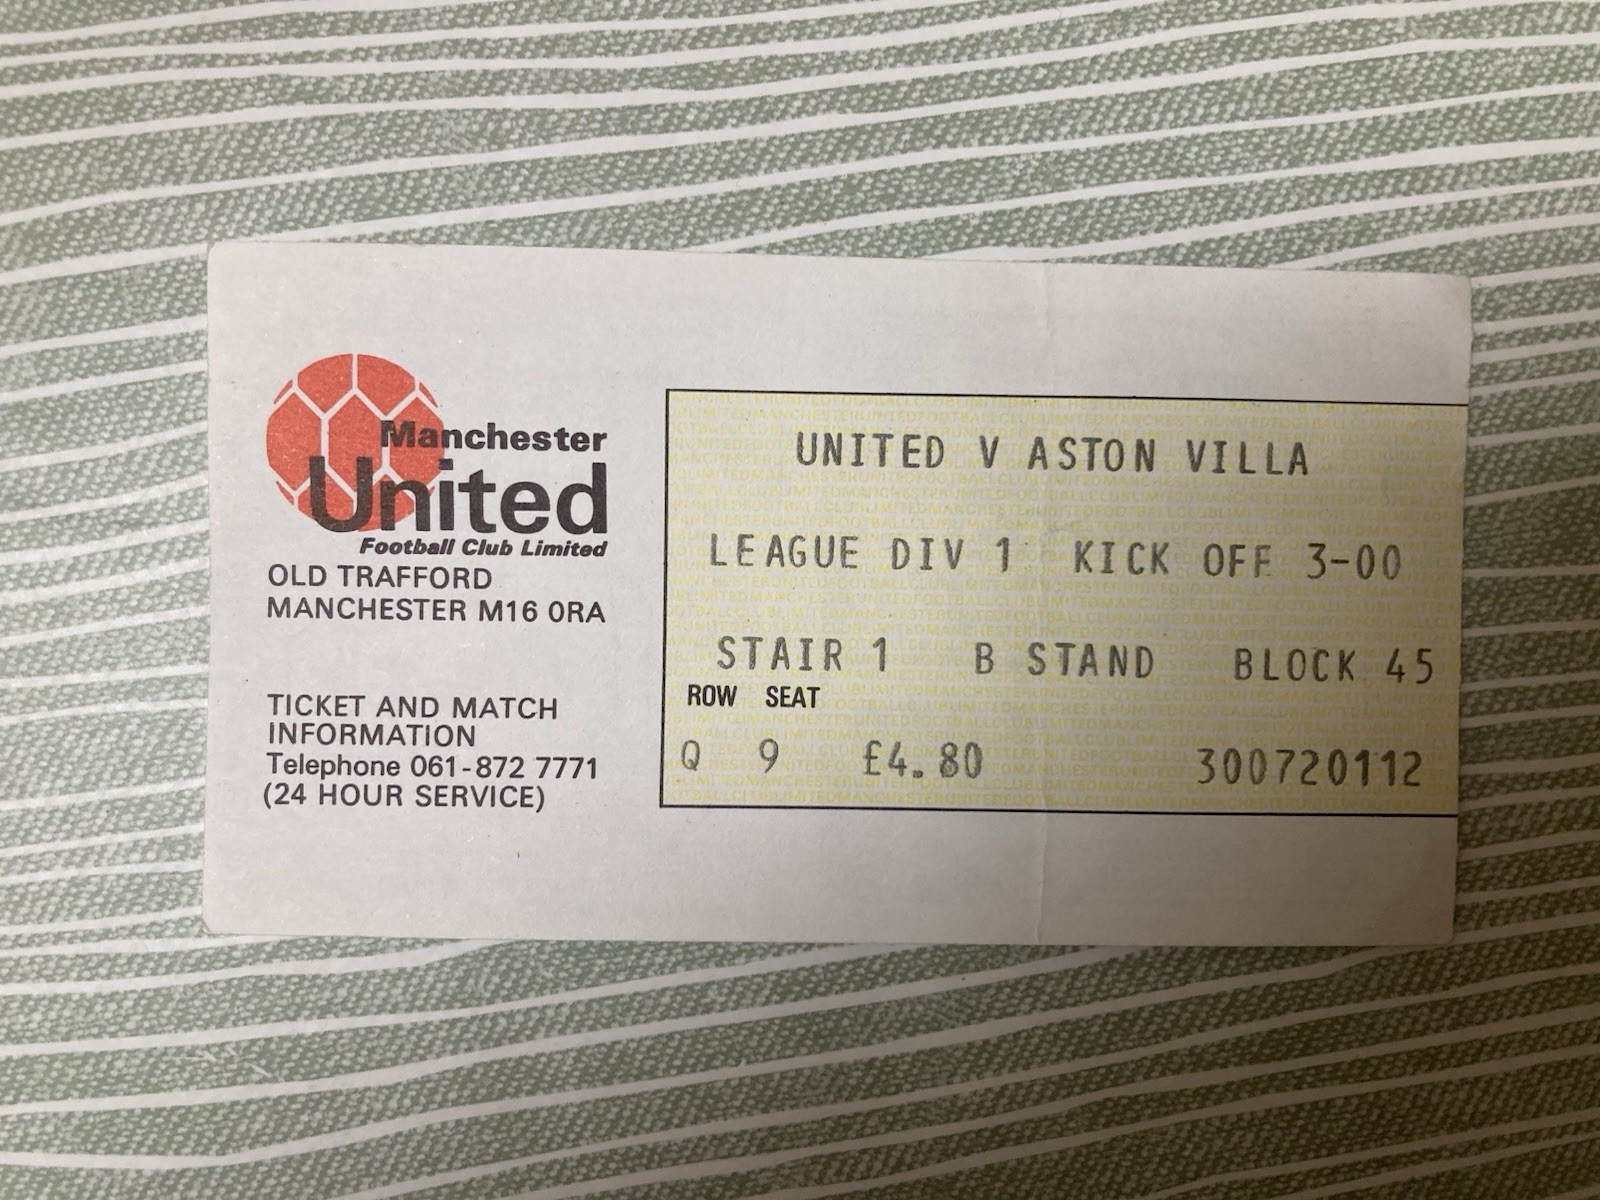 Manchester
United
Football Club Limited
OLD TRAFFORD
MANCHESTER M16 0RA
TICKET AND MATCH
INFORMATION
Telephone 061-872 7771
(24 HOUR SERVICE)
UNITED V ASTON VILLA
LEAGUE DIV 1 KICK OFF 3-00
STAIR 1 B STAND BLOCK 45
ROW SEAT
Q 9 £4.80 300720112